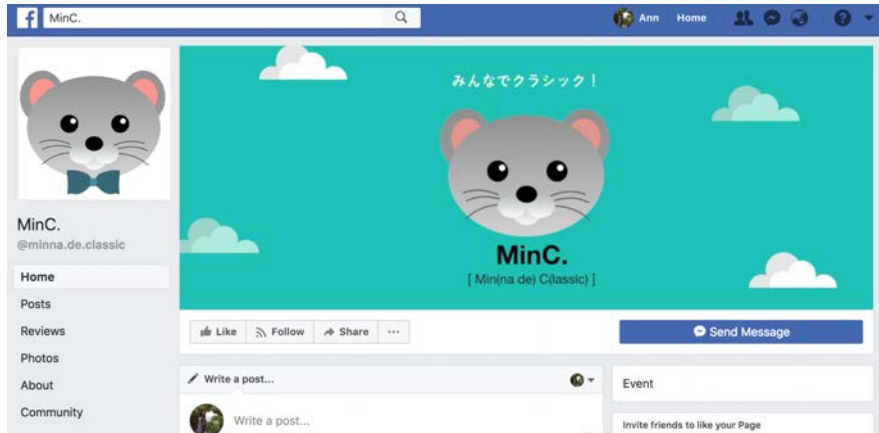 MinC.
Ann Home
みんなでクラシック！
MinC.
[ Min(na de) C(lassic) ]
MinC.
@minna.de.classic
Home
Posts
Reviews
Photos
About
Community
Like Follow Share ...
Send Message
Write a post...
Write a post...
Event
Invite friends to like your Page